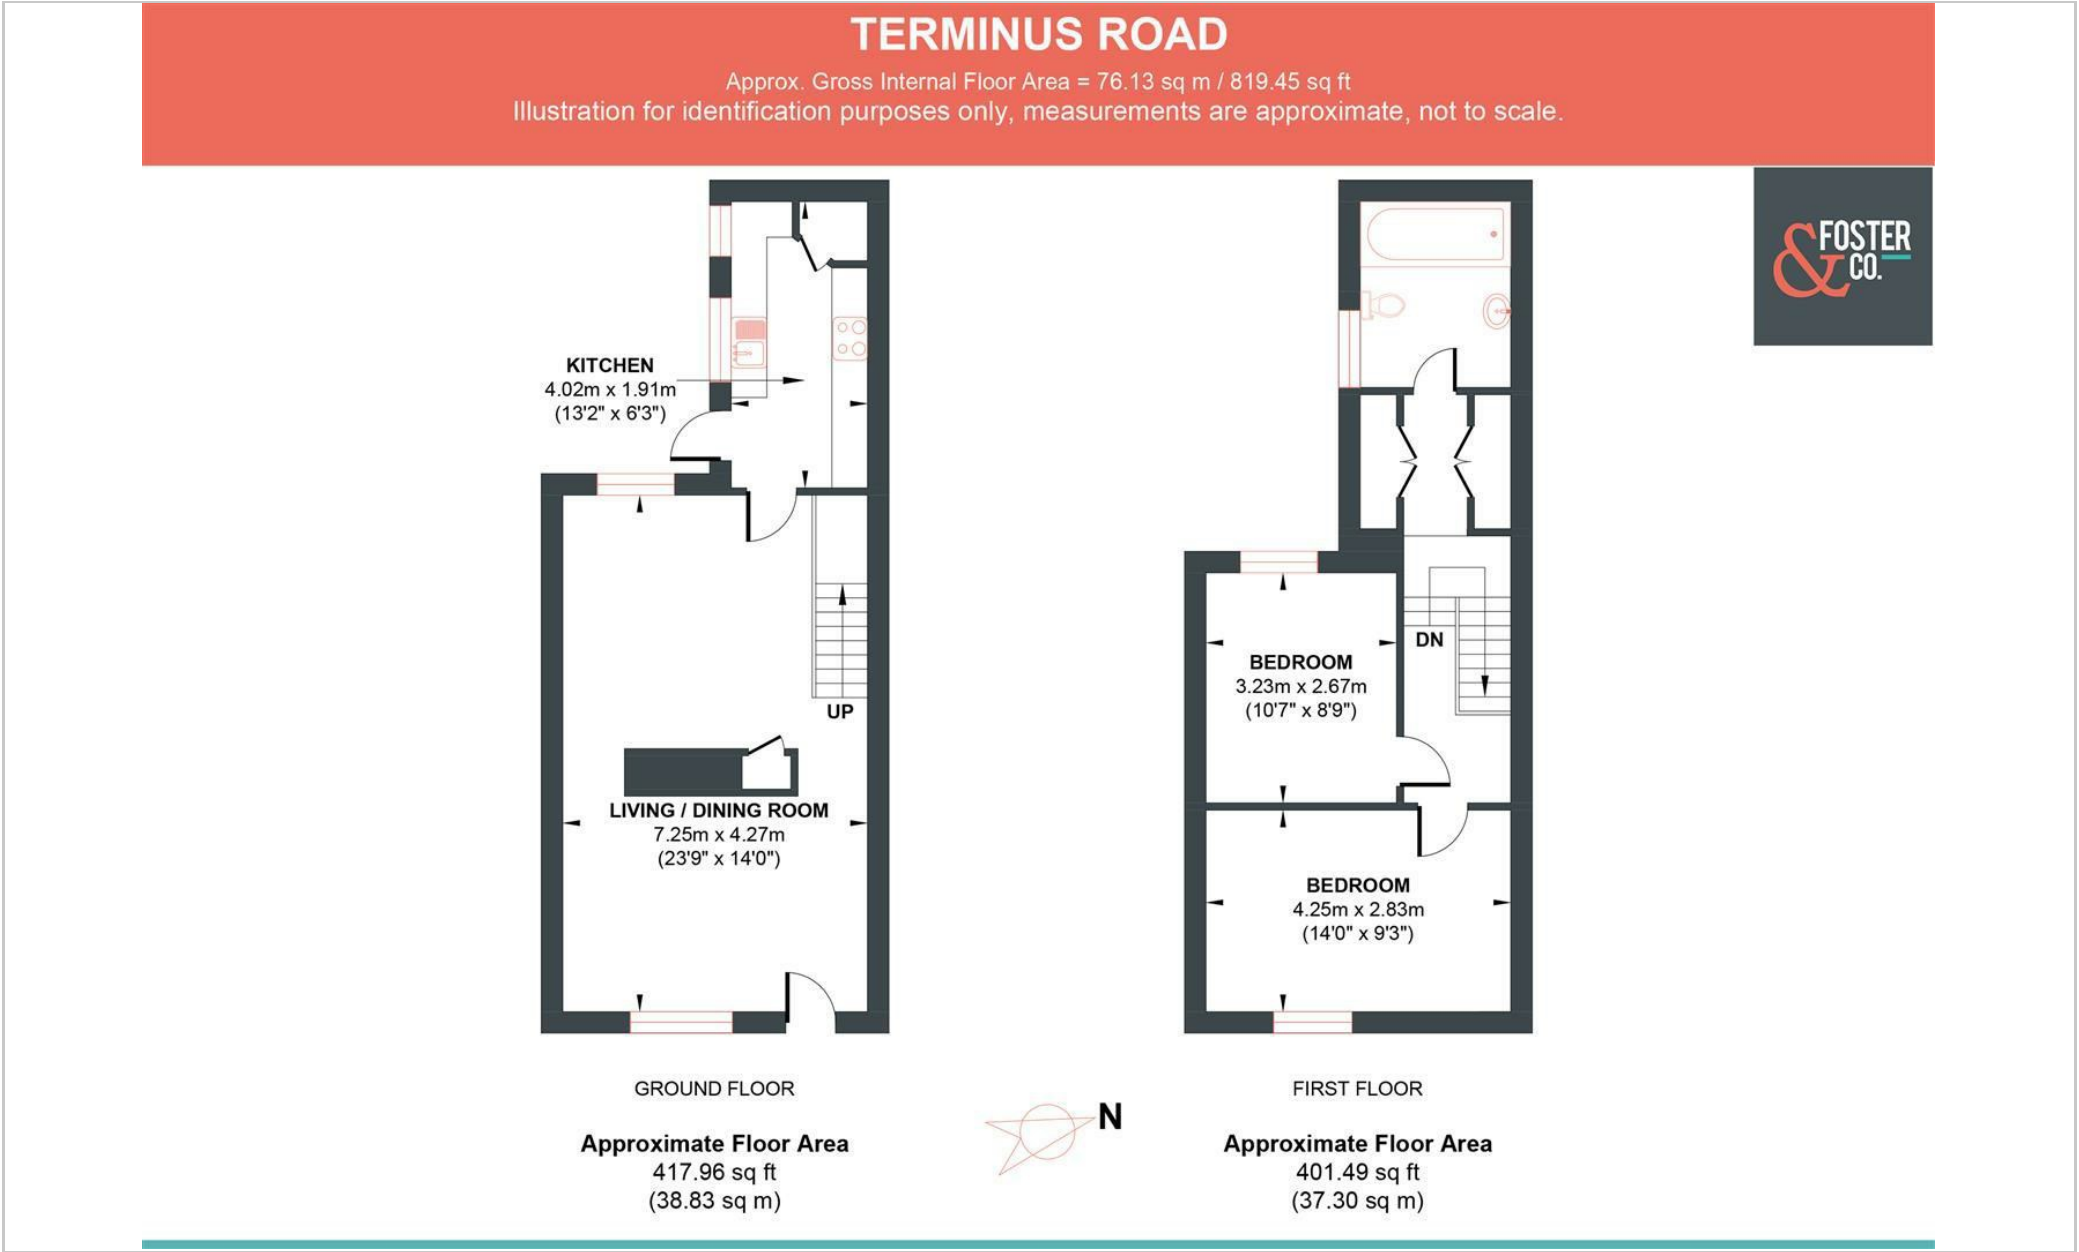 TERMINUS ROAD
Approx. Gross Internal Floor Area = 76.13 sq m / 819.45 sq ft
Illustration for identification purposes only, measurements are approximate, not to scale.
& FOSTER
CO.
KITCHEN
4.02m x 1.91m
(13'2" x 6'3")
UP
LIVING / DINING ROOM
7.25m x 4.27m
(23'9" x 14'0")
DN
BEDROOM
3.23m x 2.67m
(10'7" x 8'9")
BEDROOM
4.25m x 2.83m
(14'0" x 9'3")
GROUND FLOOR
Approximate Floor Area
417.96 sq ft
(38.83 sq m)
N
FIRST FLOOR
Approximate Floor Area
401.49 sq ft
(37.30 sq m)